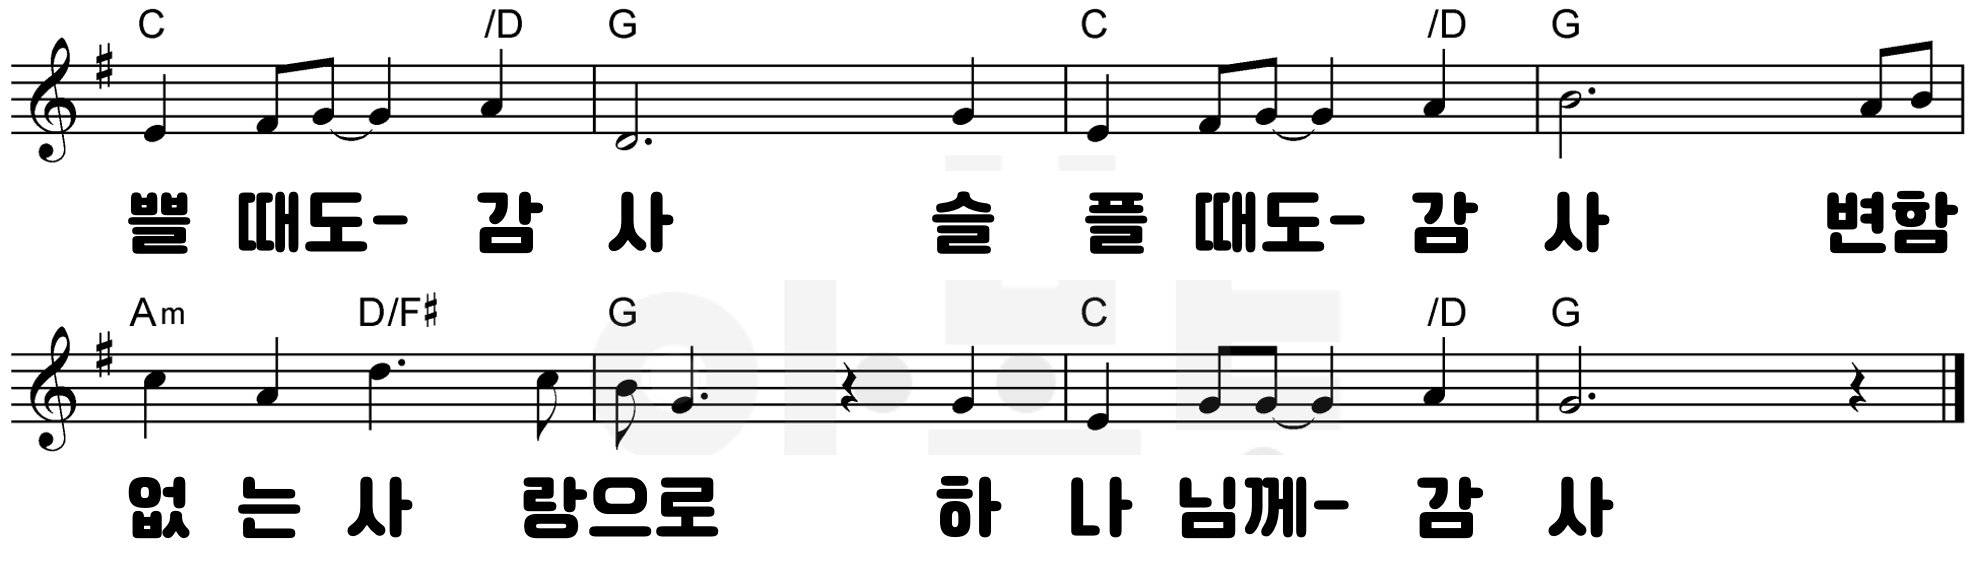 C /D G C /D G
쁠 때도- 감 사 슬 플 때도- 감 사 변함
Am D/F♯ G C /D G
없 는 사 랑으로 하 나 님께- 감 사